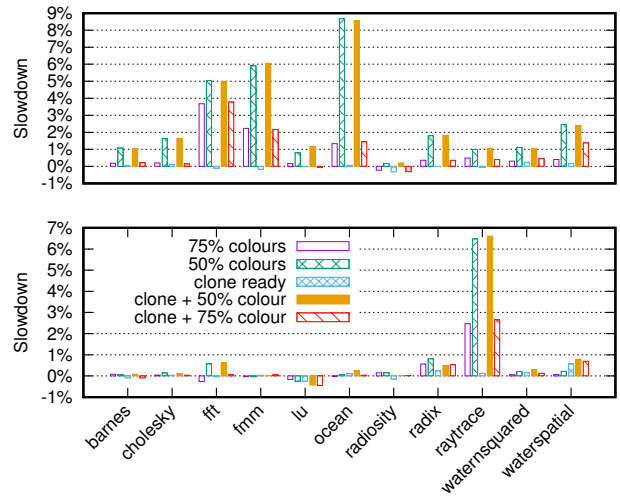 9%
8%
7%
6%
5%
4%
3%
2%
1%
0%
-1%
Slowdown
7%
6%
5%
4%
3%
2%
1%
0%
-1%
Slowdown
75% colours
50% colours
clone ready
clone + 50% colour
clone + 75% colour
barnes
cholesky
fft
fmm
lu
ocean
radiosity
radix
raytrace
waternsquared
waterspatial